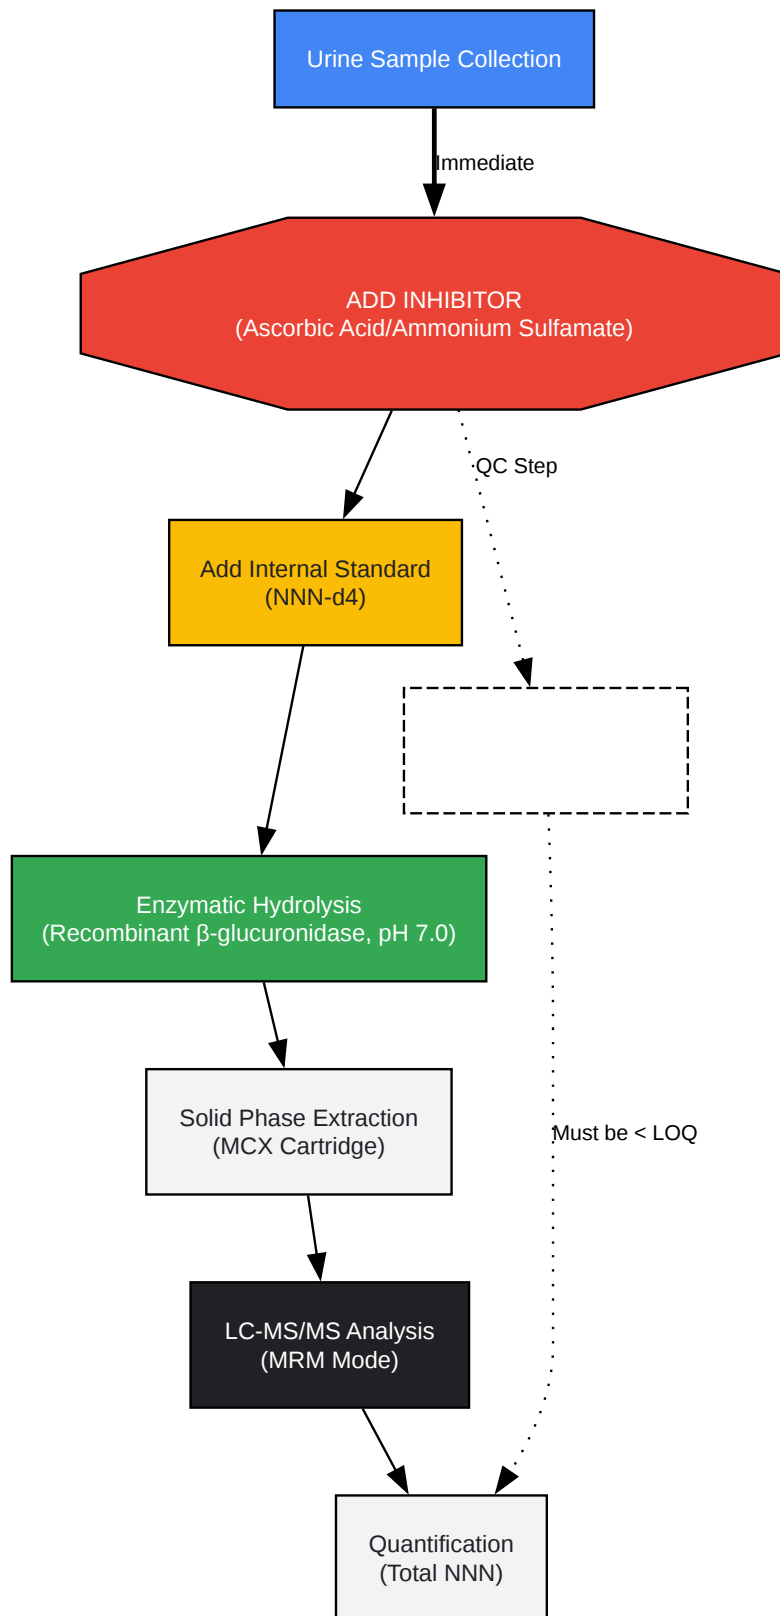 Urine Sample Collection
Immediate
ADD INHIBITOR
(Ascorbic Acid/Ammonium Sulfamate)
QC Step
Add Internal Standard
(NNN-d4)
Enzymatic Hydrolysis
(Recombinant β-glucuronidase, pH 7.0)
Solid Phase Extraction
(MCX Cartridge)
Must be < LOQ
LC-MS/MS Analysis
(MRM Mode)
Quantification
(Total NNN)